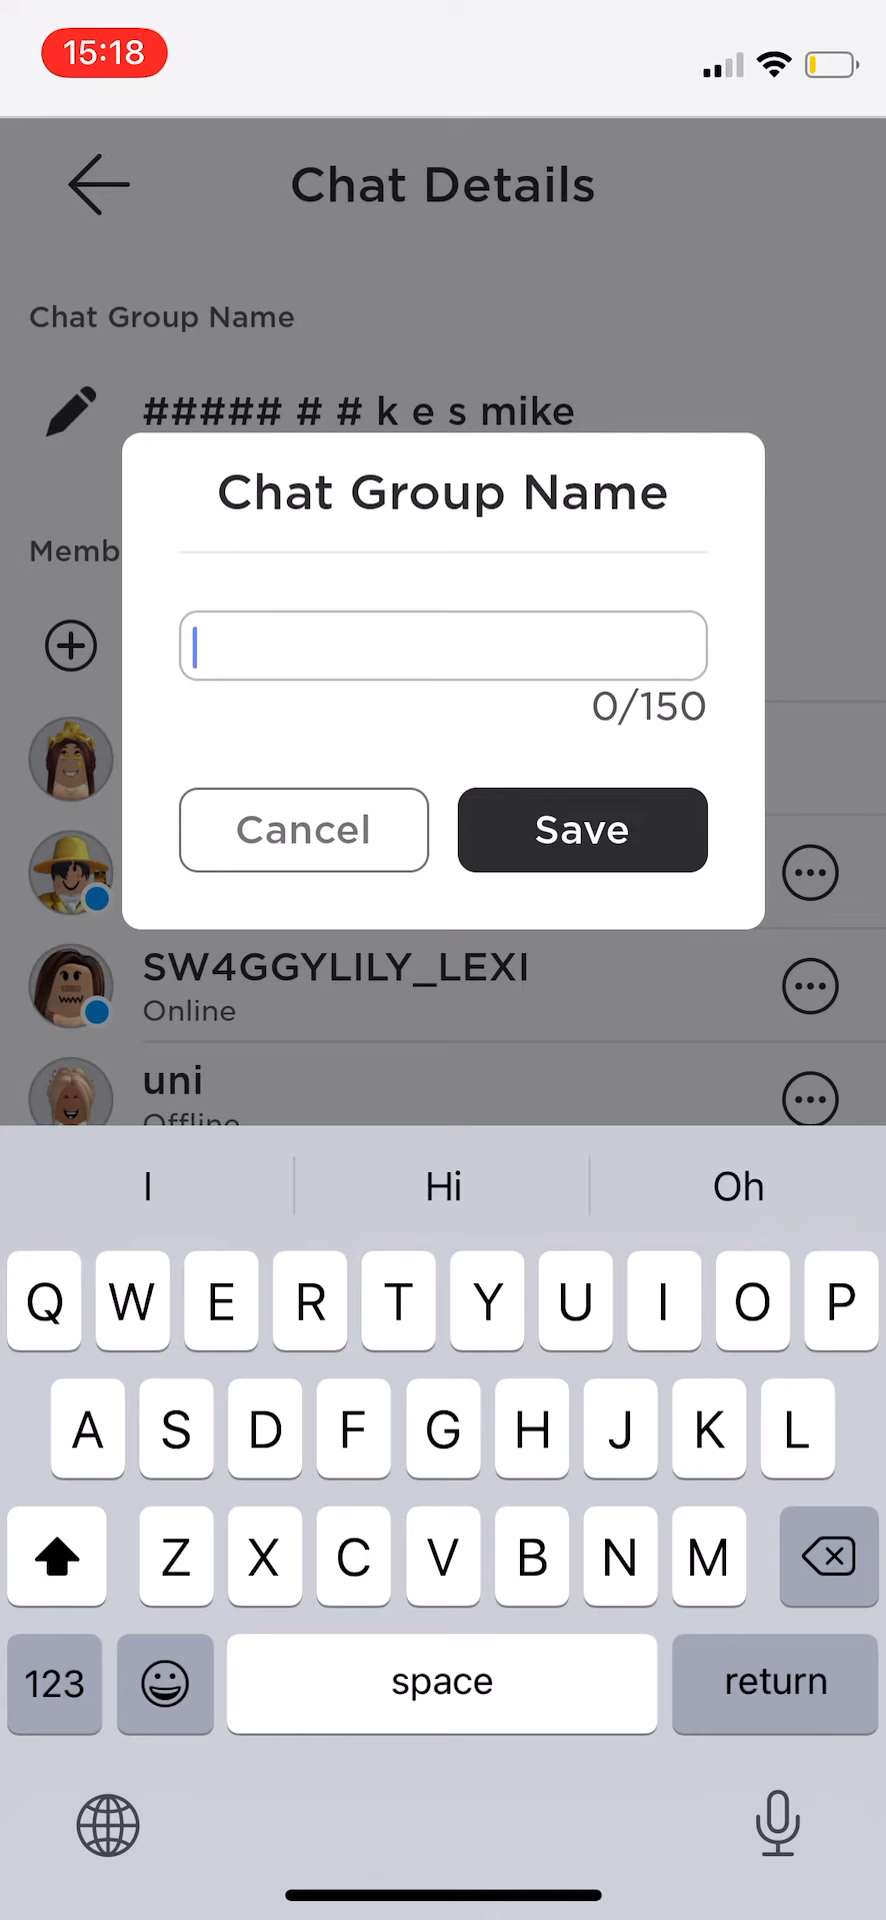 15:18
Chat Details
Chat Group Name
##### # # k e s mike
Chat Group Name
Memb
0/150
Cancel
Save
SW4GGYLILY_LEXI
Online
uni
Offline
I Hi Oh
Q W E R T Y U I O P
A S D F G H J K L
Z X C V B N M
123 space return